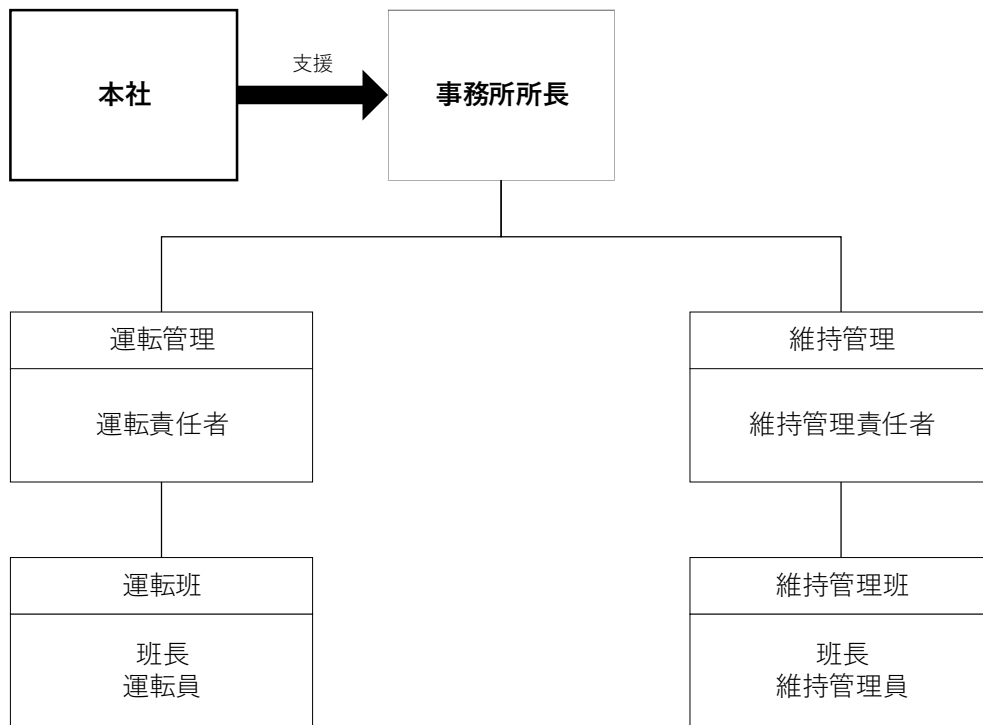 本社
支援
事務所所長
運転管理
運転責任者
維持管理
維持管理責任者
運転班
班長
運転員
維持管理班
班長
維持管理員